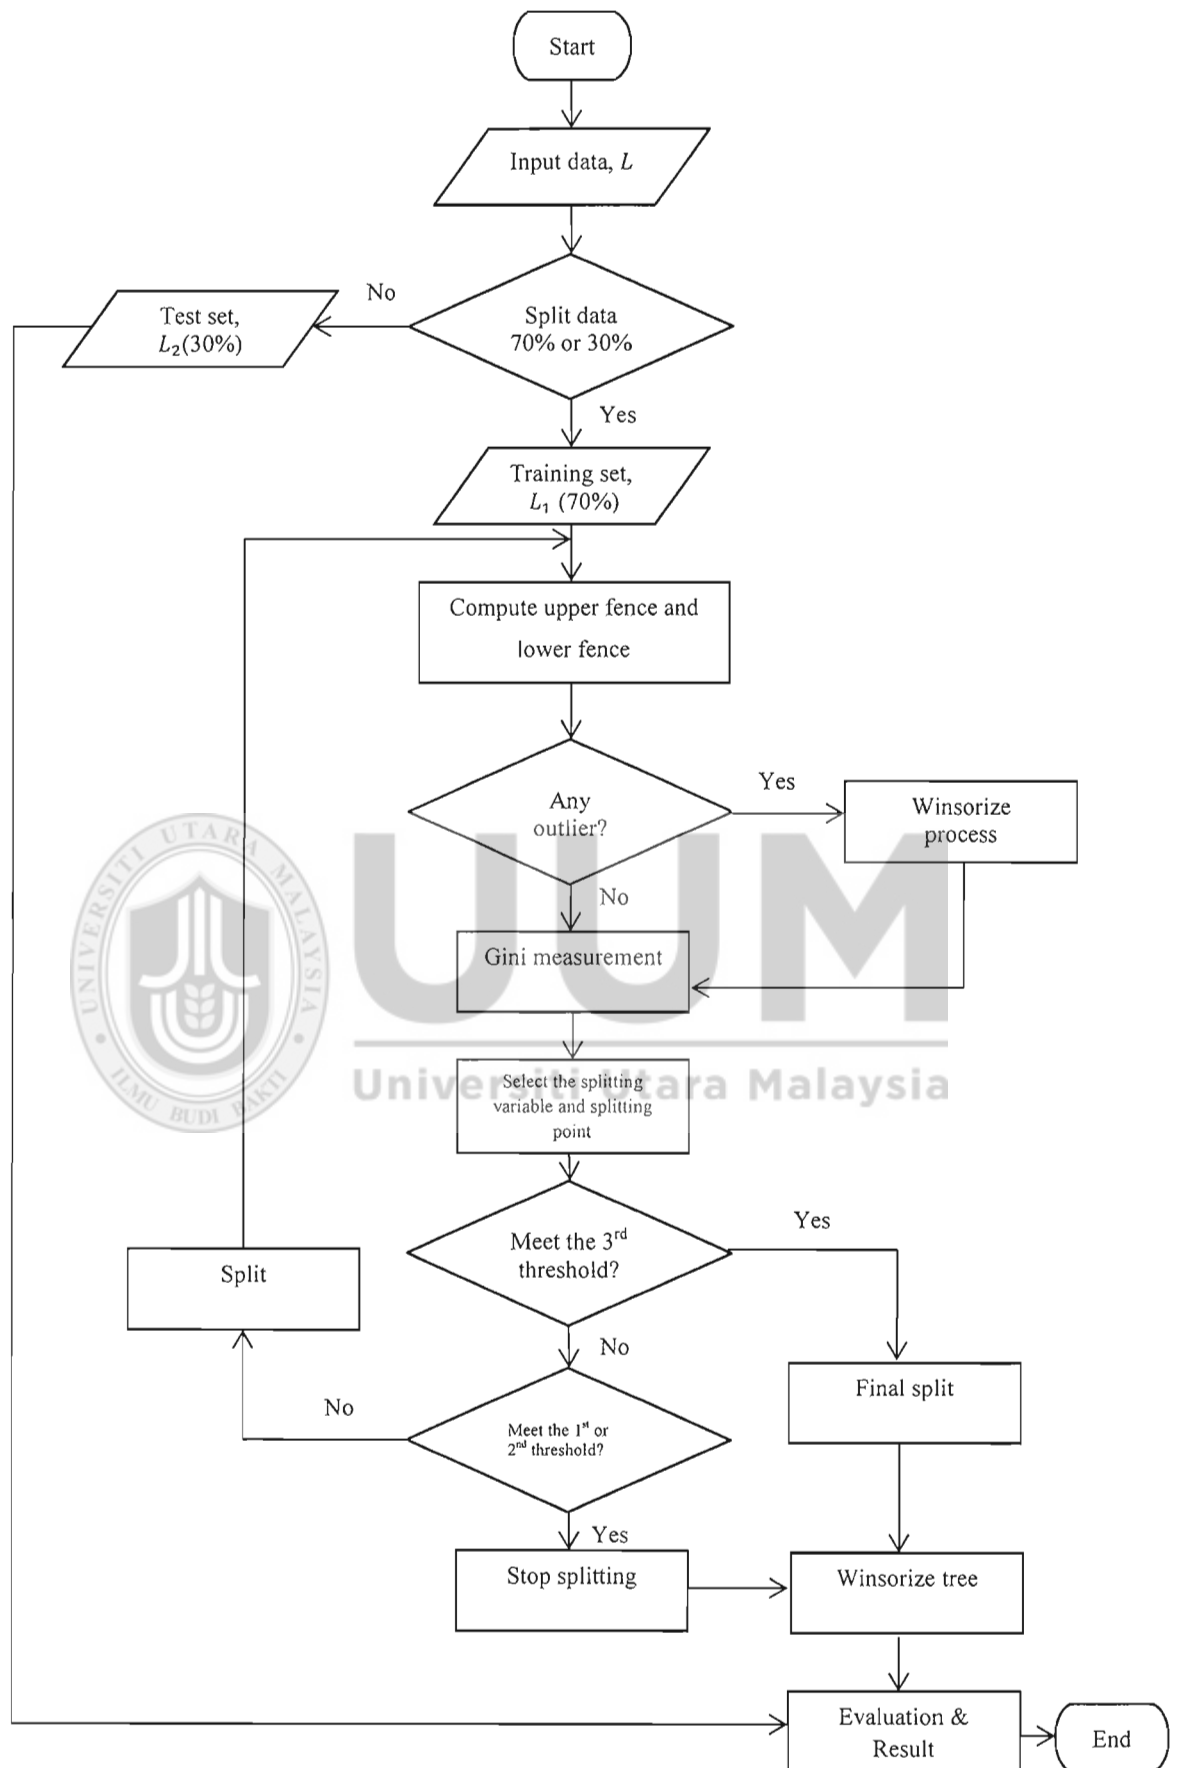 Start
Input data, L
Split data
70% or 30%
No
Test set,
L₂(30%)
Yes
Training set,
L₁ (70%)
Compute upper fence and
lower fence
Any
outlier?
Yes
Winsorize
process
No
Gini measurement
UNIVERSITI UTARA MALAYSIA
ILMU BUDI BAKTI
UUM
Universiti Utara Malaysia
Select the splitting
variable and splitting
point
Meet the 3rd
threshold?
Yes
Split
No
Final split
No
Meet the 1st or
2nd threshold?
Yes
Stop splitting
Winsorize tree
Evaluation &
Result
End